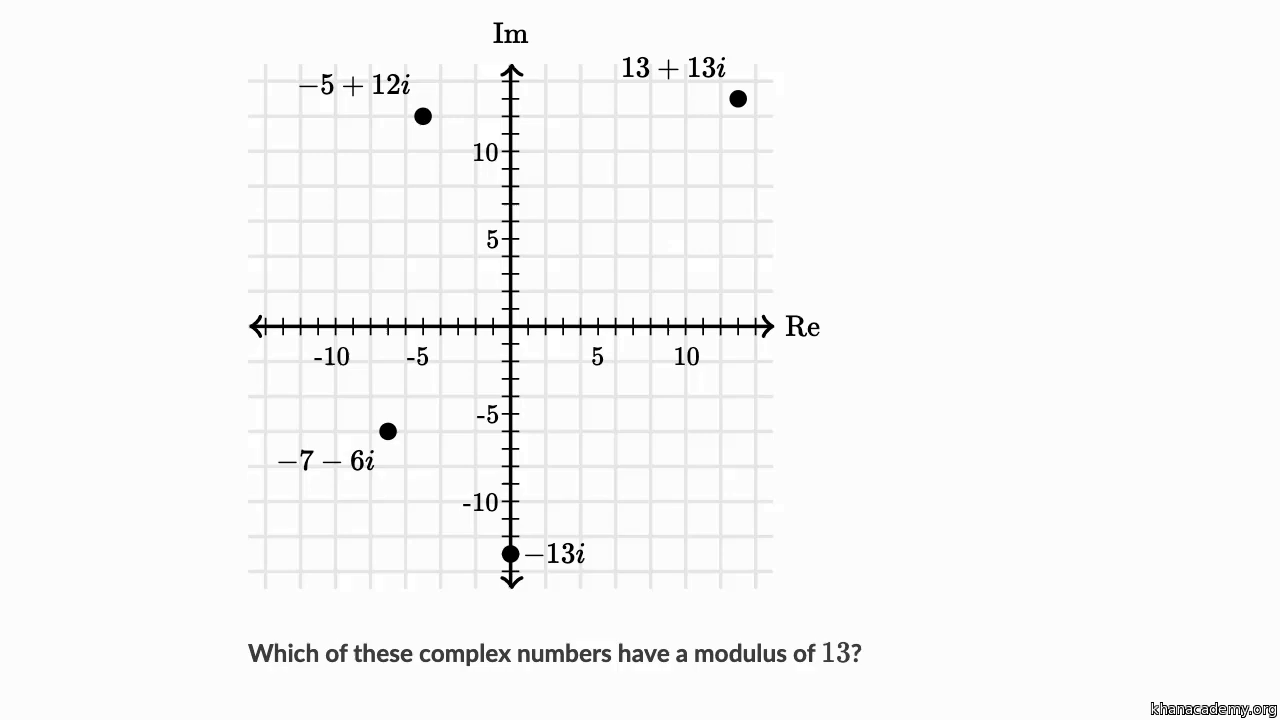 Im
13 + 13i
−5 + 12i
10
5
Re
-10 -5 5 10
-5
−7 − 6i
-10
−13i
Which of these complex numbers have a modulus of 13?
khanacademy.org